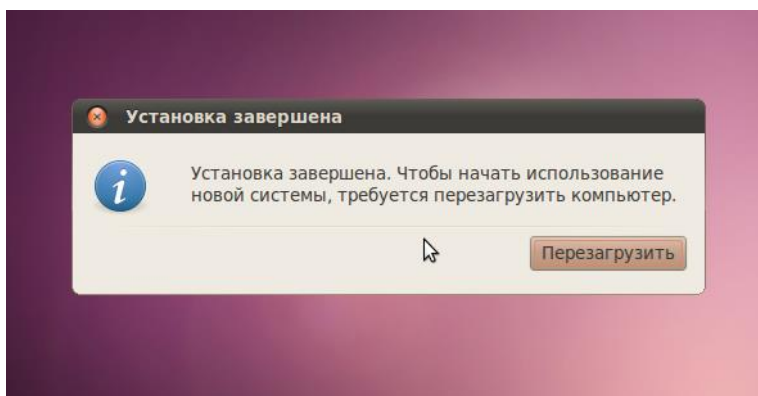 Установка завершена
Установка завершена. Чтобы начать использование
новой системы, требуется перезагрузить компьютер.
Перезагрузить